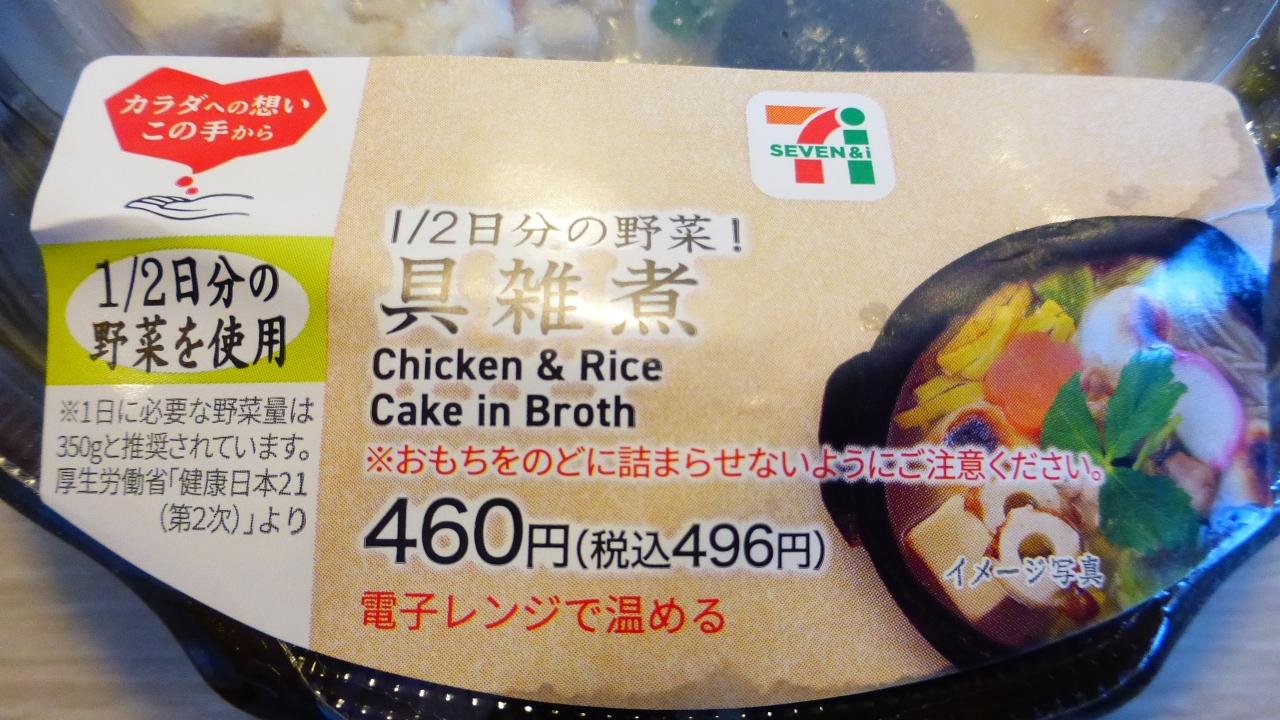 カラダへの想い
この手から
1/2日分の
野菜を使用
※1日に必要な野菜量は
350gと推奨されています。
厚生労働省「健康日本21
(第2次)」より
SEVEN&i
1/2日分の野菜!
具雑煮
Chicken & Rice
Cake in Broth
※おもちをのどに詰まらせないようにご注意ください。
460円(税込496円)
電子レンジで温める
イメージ写真